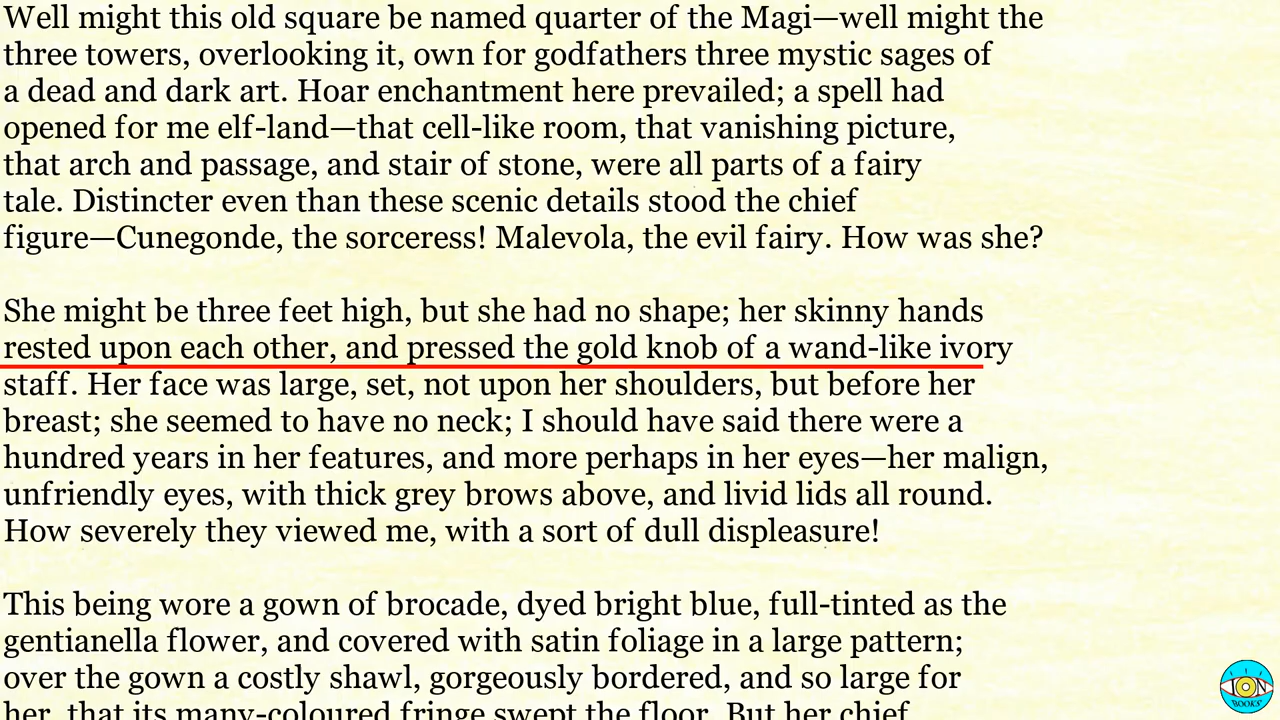 Well might this old square be named quarter of the Magi—well might the
three towers, overlooking it, own for godfathers three mystic sages of
a dead and dark art. Hoar enchantment here prevailed; a spell had
opened for me elf-land—that cell-like room, that vanishing picture,
that arch and passage, and stair of stone, were all parts of a fairy
tale. Distincter even than these scenic details stood the chief
figure—Cunegonde, the sorceress! Malevola, the evil fairy. How was she?
She might be three feet high, but she had no shape; her skinny hands
rested upon each other, and pressed the gold knob of a wand-like ivory
staff. Her face was large, set, not upon her shoulders, but before her
breast; she seemed to have no neck; I should have said there were a
hundred years in her features, and more perhaps in her eyes—her malign,
unfriendly eyes, with thick grey brows above, and livid lids all round.
How severely they viewed me, with a sort of dull displeasure!
This being wore a gown of brocade, dyed bright blue, full-tinted as the
gentianella flower, and covered with satin foliage in a large pattern;
over the gown a costly shawl, gorgeously bordered, and so large for
her, that its many-coloured fringe swept the floor. But her chief
ION
BOOKS